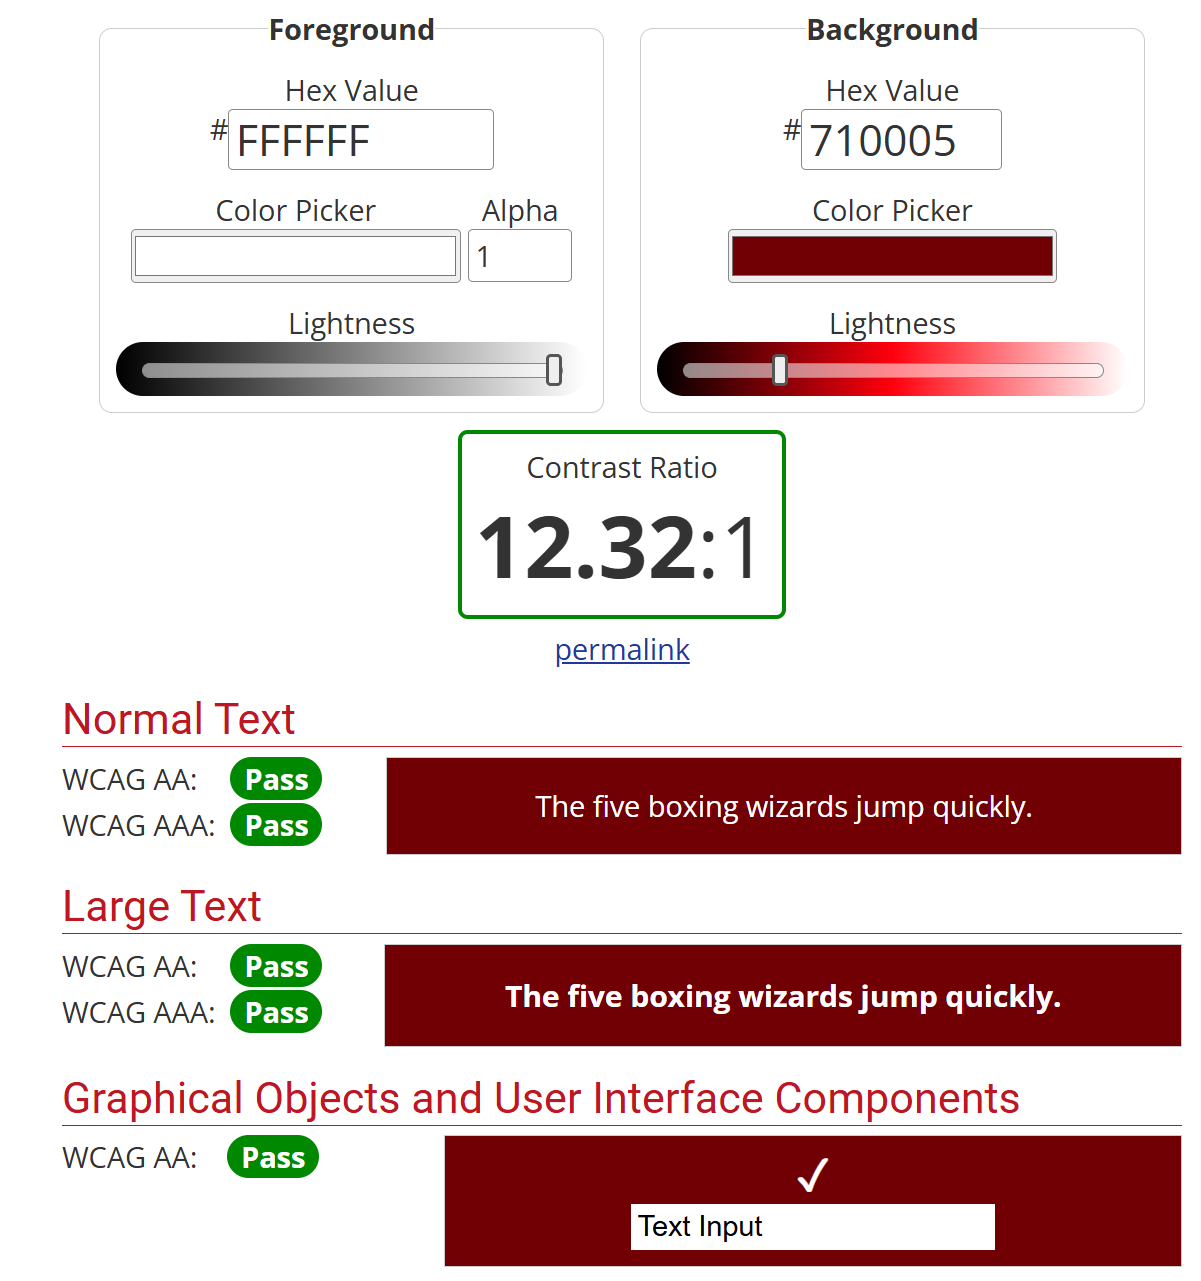 Foreground
Hex Value
#FFFFFF
Color Picker Alpha
1
Lightness
Background
Hex Value
#710005
Color Picker
Lightness
Contrast Ratio
12.32:1
permalink
Normal Text
WCAG AA: Pass
WCAG AAA: Pass
The five boxing wizards jump quickly.
Large Text
WCAG AA: Pass
WCAG AAA: Pass
The five boxing wizards jump quickly.
Graphical Objects and User Interface Components
WCAG AA: Pass
✓
Text Input